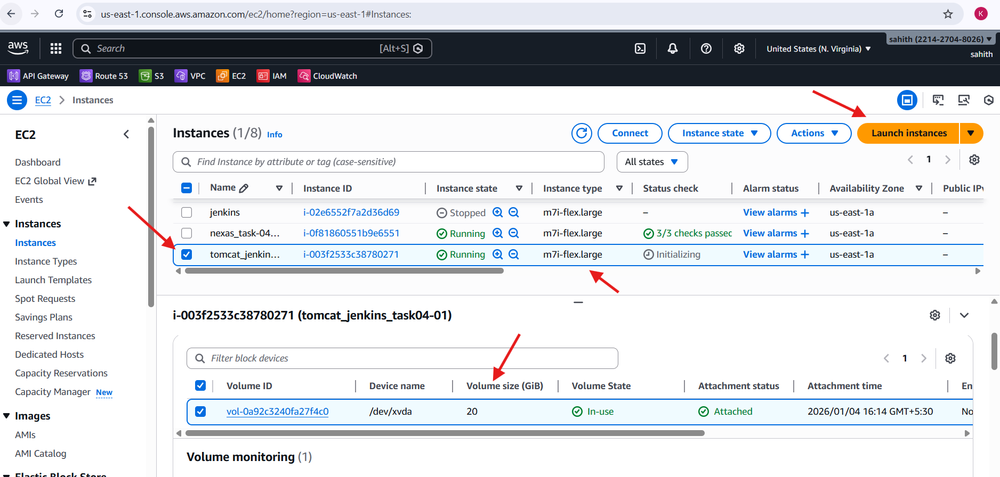 us-east-1.console.aws.amazon.com/ec2/home?region=us-east-1#Instances:
K
aws
Search
[Alt+S]
United States (N. Virginia)
sahith (2214-2704-8026)
sahith
API Gateway
Route 53
S3
VPC
EC2
IAM
CloudWatch
EC2
Instances
EC2
Dashboard
EC2 Global View
Events
Instances
Instances
Instance Types
Launch Templates
Spot Requests
Savings Plans
Reserved Instances
Dedicated Hosts
Capacity Reservations
Capacity Manager New
Images
AMIs
AMI Catalog
Elastic Block Store
Instances (1/8) Info
Connect
Instance state
Actions
Launch instances
Find Instance by attribute or tag (case-sensitive)
All states
1
Name Instance ID Instance state Instance type Status check Alarm status Availability Zone Public IPv
jenkins i-02e6552f7a2d36d69 Stopped m7i-flex.large – View alarms + us-east-1a –
nexas_task-04... i-0f81860551b9e6551 Running m7i-flex.large 3/3 checks passed View alarms + us-east-1a –
tomcat_jenkin... i-003f2533c38780271 Running m7i-flex.large Initializing View alarms + us-east-1a –
i-003f2533c38780271 (tomcat_jenkins_task04-01)
Filter block devices
1
Volume ID Device name Volume size (GiB) Volume State Attachment status Attachment time En
vol-0a92c3240fa27f4c0 /dev/xvda 20 In-use Attached 2026/01/04 16:14 GMT+5:30 No
Volume monitoring (1)